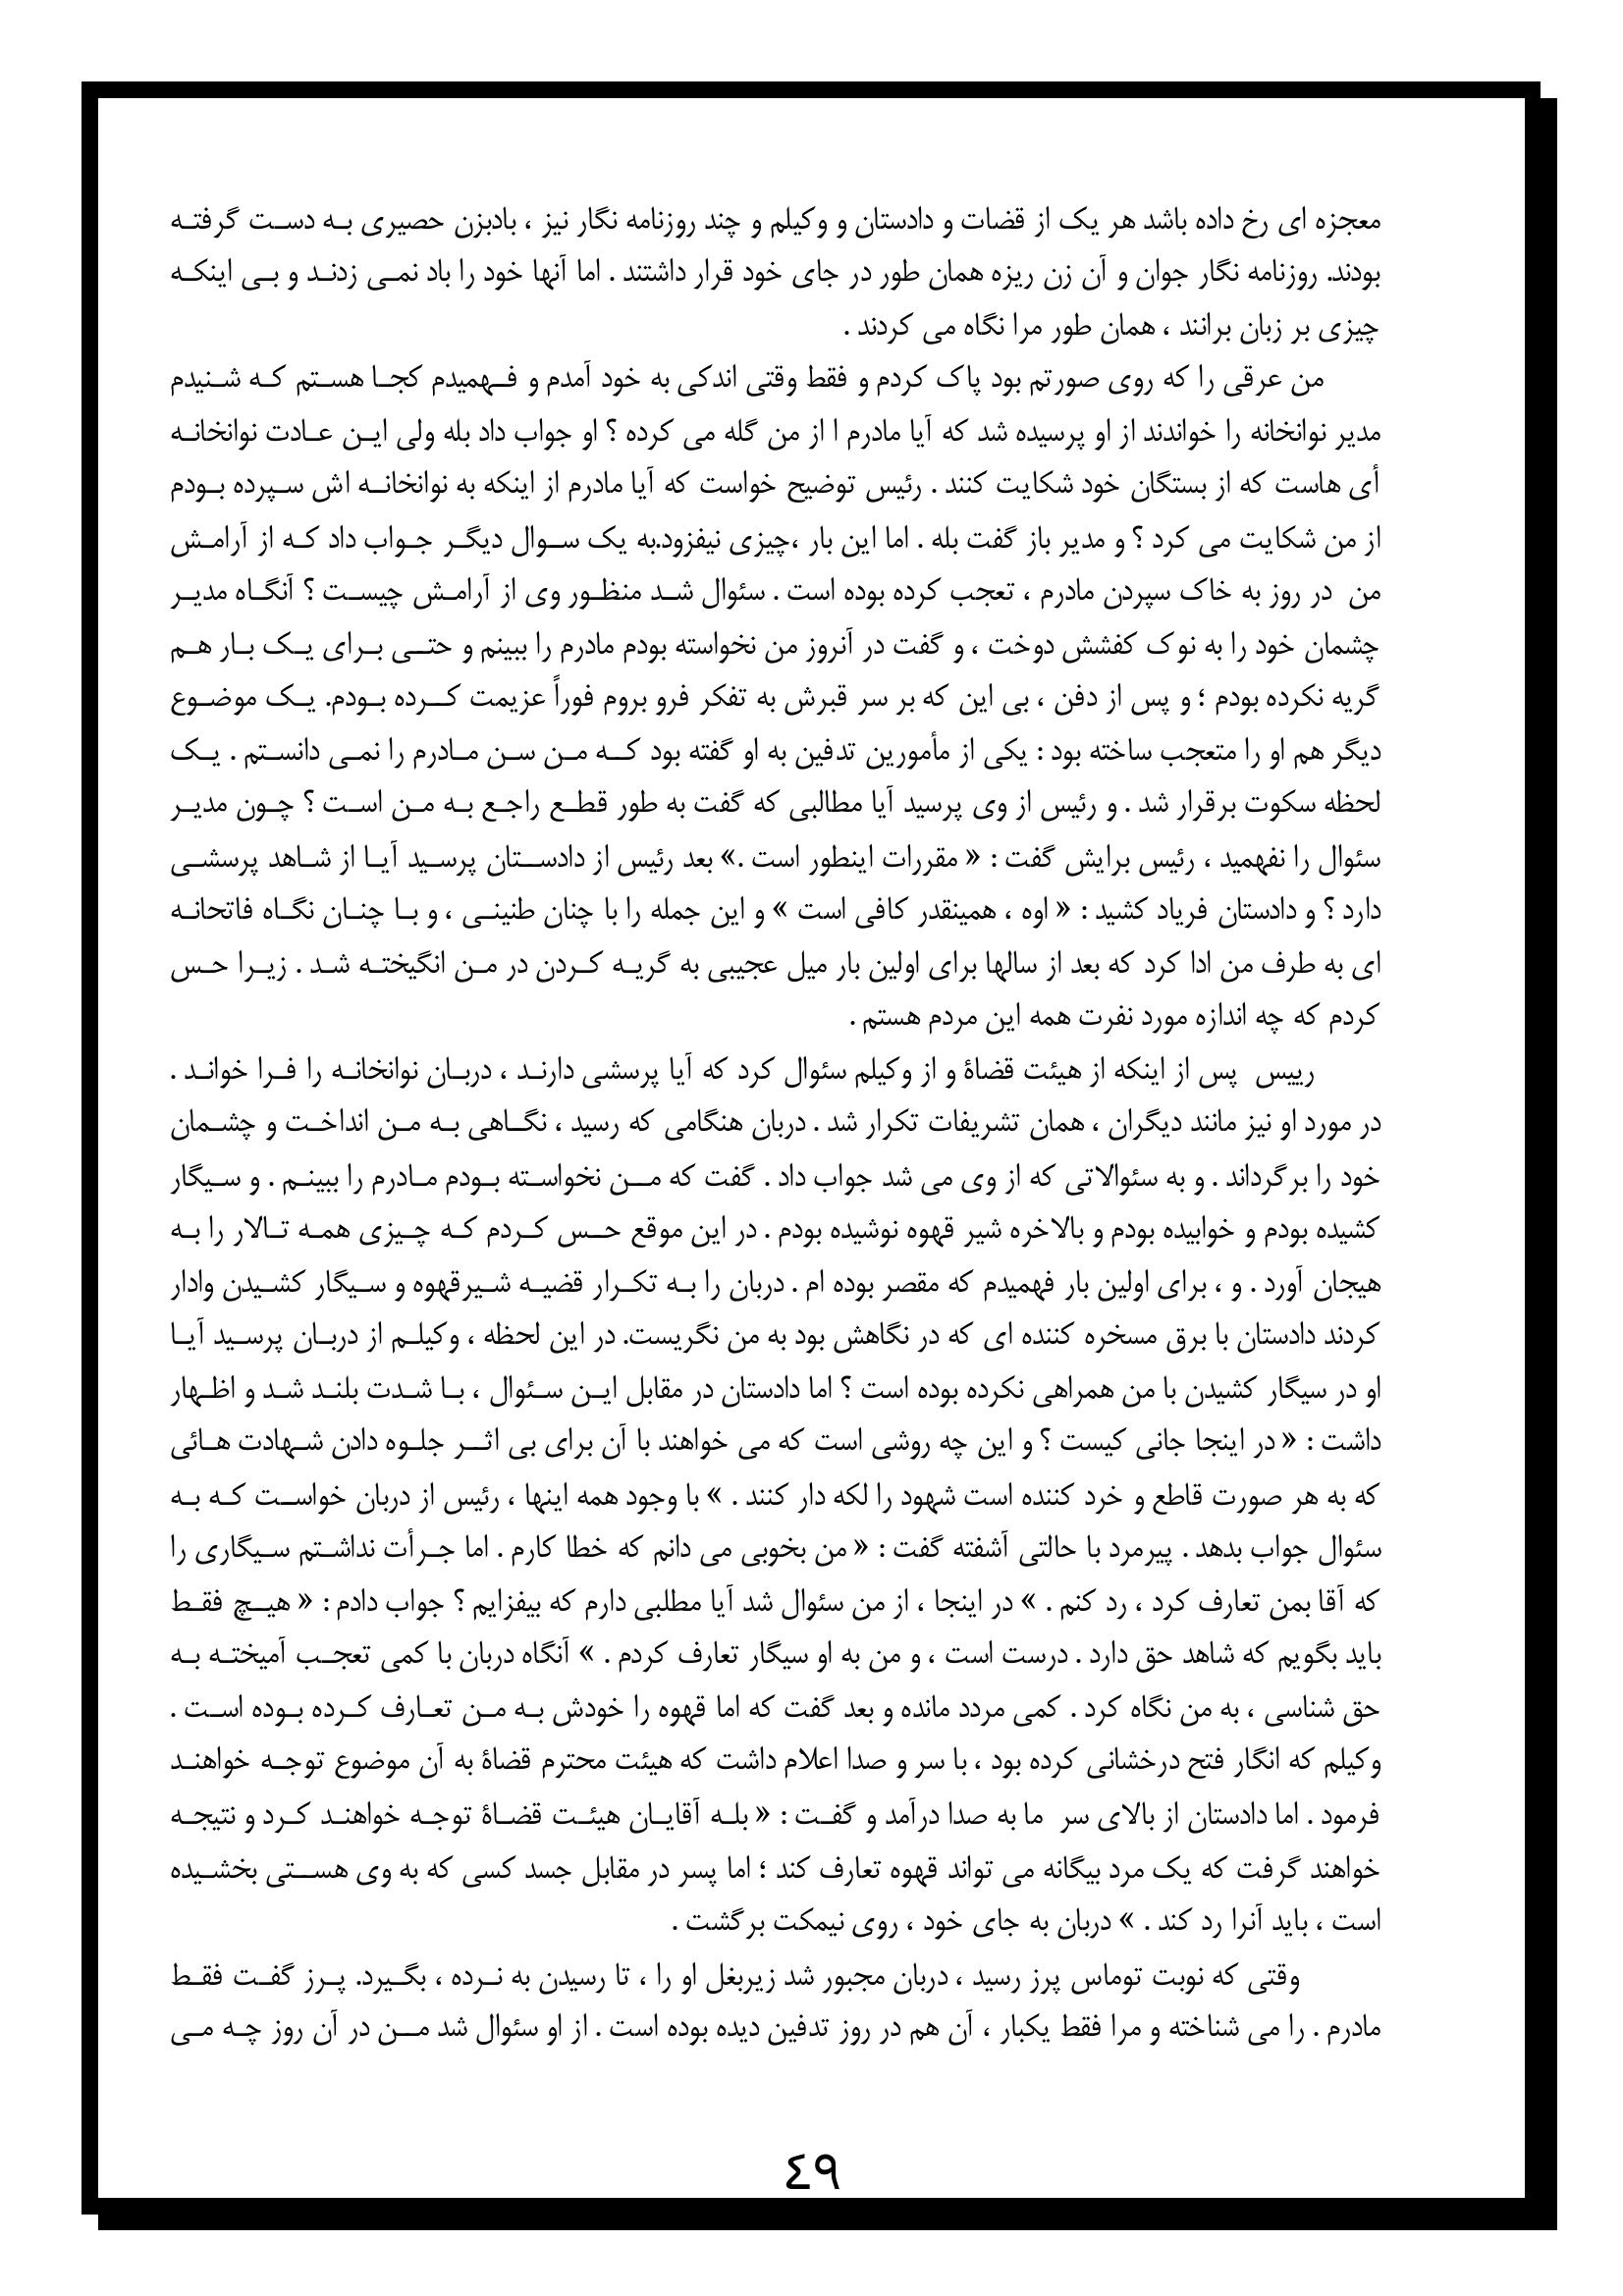 معجزه ای رخ داده باشد هر یک از قضات و دادستان و وکیلم و چند روزنامه نگار نیز ، بادبزن حصیری به دست گرفته
بودند. روزنامه نگار جوان و آن زن ریزه همان طور در جای خود قرار داشتند . اما آنها خود را باد نمی زدند و بی اینکه
چیزی بر زبان برانند ، همان طور مرا نگاه می کردند .
من عرقی را که روی صورتم بود پاک کردم و فقط وقتی اندکی به خود آمدم و فهمیدم کجا هستم که شنیدم
مدیر نوانخانه را خواندند از او پرسیده شد که آیا مادرم ا از من گله می کرده ؟ او جواب داد بله ولی این عادت نوانخانه
أی هاست که از بستگان خود شکایت کنند . رئیس توضیح خواست که آیا مادرم از اینکه به نوانخانه اش سپرده بودم
از من شکایت می کرد ؟ و مدیر باز گفت بله . اما این بار ،چیزی نیفزود.به یک سوال دیگر جواب داد که از آرامش
من در روز به خاک سپردن مادرم ، تعجب کرده بوده است . سئوال شد منظور وی از آرامش چیست ؟ آنگاه مدیر
چشمان خود را به نوک کفشش دوخت ، و گفت در آنروز من نخواسته بودم مادرم را ببینم و حتی برای یک بار هم
گریه نکرده بودم ؛ و پس از دفن ، بی این که بر سر قبرش به تفکر فرو بروم فوراً عزیمت کرده بودم. یک موضوع
دیگر هم او را متعجب ساخته بود : یکی از مأمورین تدفین به او گفته بود که من سن مادرم را نمی دانستم . یک
لحظه سکوت برقرار شد . و رئیس از وی پرسید آیا مطالبی که گفت به طور قطع راجع به من است ؟ چون مدیر
سئوال را نفهمید ، رئیس برایش گفت : « مقررات اینطور است .» بعد رئیس از دادستان پرسید آیا از شاهد پرسشی
دارد ؟ و دادستان فریاد کشید : « اوه ، همینقدر کافی است » و این جمله را با چنان طنینی ، و با چنان نگاه فاتحانه
ای به طرف من ادا کرد که بعد از سالها برای اولین بار میل عجیبی به گریه کردن در من انگیخته شد . زیرا حس
کردم که چه اندازه مورد نفرت همه این مردم هستم .
رییس پس از اینکه از هیئت قضاۀ و از وکیلم سئوال کرد که آیا پرسشی دارند ، دربان نوانخانه را فرا خواند .
در مورد او نیز مانند دیگران ، همان تشریفات تکرار شد . دربان هنگامی که رسید ، نگاهی به من انداخت و چشمان
خود را برگرداند . و به سئوالاتی که از وی می شد جواب داد . گفت که من نخواسته بودم مادرم را ببینم . و سیگار
کشیده بودم و خوابیده بودم و بالاخره شیر قهوه نوشیده بودم . در این موقع حس کردم که چیزی همه تالار را به
هیجان آورد . و ، برای اولین بار فهمیدم که مقصر بوده ام . دربان را به تکرار قضیه شیرقهوه و سیگار کشیدن وادار
کردند دادستان با برق مسخره کننده ای که در نگاهش بود به من نگریست. در این لحظه ، وکیلم از دربان پرسید آیا
او در سیگار کشیدن با من همراهی نکرده بوده است ؟ اما دادستان در مقابل این سئوال ، با شدت بلند شد و اظهار
داشت : « در اینجا جانی کیست ؟ و این چه روشی است که می خواهند با آن برای بی اثر جلوه دادن شهادت هائی
که به هر صورت قاطع و خرد کننده است شهود را لکه دار کنند . » با وجود همه اینها ، رئیس از دربان خواست که به
سئوال جواب بدهد . پیرمرد با حالتی آشفته گفت : « من بخوبی می دانم که خطا کارم . اما جرأت نداشتم سیگاری را
که آقا بمن تعارف کرد ، رد کنم . » در اینجا ، از من سئوال شد آیا مطلبی دارم که بیفزایم ؟ جواب دادم : « هیچ فقط
باید بگویم که شاهد حق دارد . درست است ، و من به او سیگار تعارف کردم . » آنگاه دربان با کمی تعجب آمیخته به
حق شناسی ، به من نگاه کرد . کمی مردد مانده و بعد گفت که اما قهوه را خودش به من تعارف کرده بوده است .
وکیلم که انگار فتح درخشانی کرده بود ، با سر و صدا اعلام داشت که هیئت محترم قضاۀ به آن موضوع توجه خواهند
فرمود . اما دادستان از بالای سر ما به صدا درآمد و گفت : « بله آقایان هیئت قضاۀ توجه خواهند کرد و نتیجه
خواهند گرفت که یک مرد بیگانه می تواند قهوه تعارف کند ؛ اما پسر در مقابل جسد کسی که به وی هستی بخشیده
است ، باید آنرا رد کند . » دربان به جای خود ، روی نیمکت برگشت .
وقتی که نوبت توماس پرز رسید ، دربان مجبور شد زیربغل او را ، تا رسیدن به نرده ، بگیرد. پرز گفت فقط
مادرم . را می شناخته و مرا فقط یکبار ، آن هم در روز تدفین دیده بوده است . از او سئوال شد من در آن روز چه می
٤٩